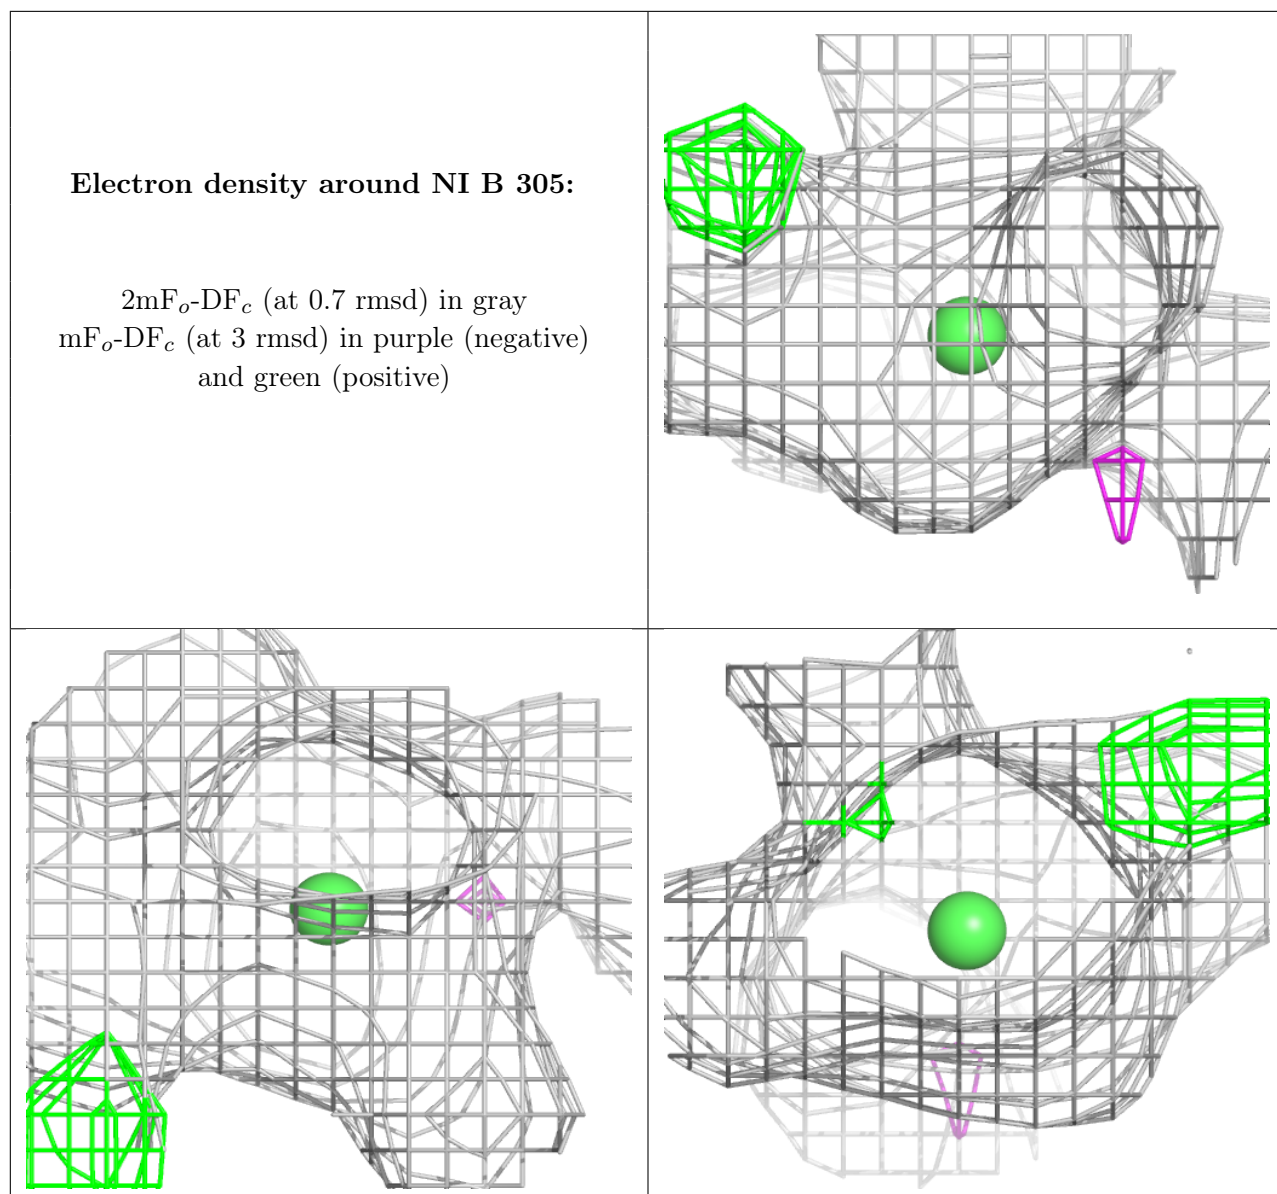 Electron density around NI B 305:
2mFo-DFc (at 0.7 rmsd) in gray
mFo-DFc (at 3 rmsd) in purple (negative)
and green (positive)